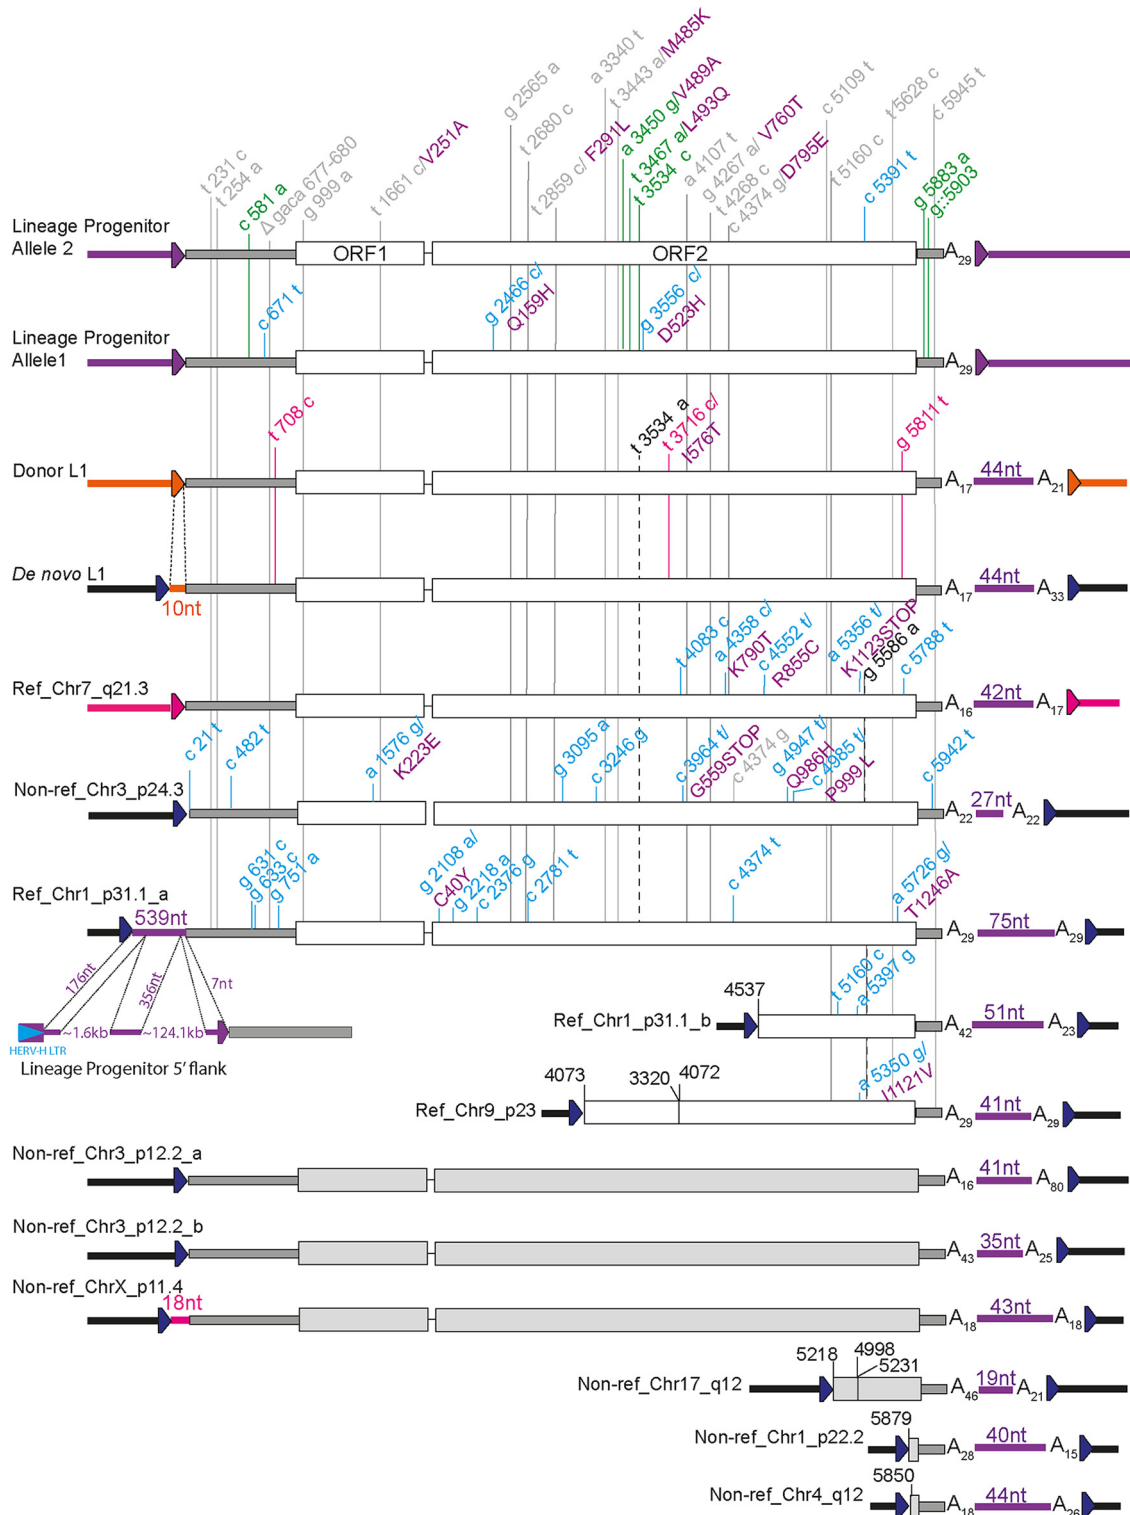 t 231 c
t 254 a
c 581 a
Δ gaca 677-680
g 999 a
t 1661 c/V251A
g 2565 a
t 2680 c
t 2859 c/ F291L
a 3340 t
t 3443 a/M485K
a 3450 g/V489A
t 3467 a/L493Q
t 3534 c
a 4107 t
g 4267 a/ V760T
t 4268 c
c 4374 g/D795E
c 5109 t
t 5160 c
c 5391 t
t 5628 c
c 5945 t
g 5883 a
g::5903
Lineage Progenitor
Allele 2
ORF1
ORF2
A29
c 671 t
g 2466 c/
Q159H
g 3556 c/
D523H
Lineage Progenitor
Allele1
A29
t 708 c
t 3534 a
t 3716 c/
I576T
g 5811 t
Donor L1
A17
44nt
A21
De novo L1
10nt
A17
44nt
A33
t 4083 c
a 4358 c/
K790T
c 4552 t/
R855C
a 5356 t/
K1123STOP
g 5586 a
c 5788 t
Ref_Chr7_q21.3
A16
42nt
A17
c 21 t
c 482 t
a 1576 g/
K223E
g 3095 a
c 3246 g
c 3964 t/
G559STOP
c 4374 g
g 4947 t/
Q986H
c 4985 t/
P999 L
c 5942 t
Non-ref_Chr3_p24.3
A22
27nt
A22
g 631 c
g 633 c
g 751 a
g 2108 a/
C40Y
g 2218 a
c 2376 g
c 2781 t
c 4374 t
a 5726 g/
T1246A
Ref_Chr1_p31.1_a
539nt
A29
75nt
A29
176nt
356nt
7nt
~1.6kb
~124.1kb
HERV-H LTR
Lineage Progenitor 5' flank
t 5160 c
a 5397 g
4537
Ref_Chr1_p31.1_b
A42
51nt
A23
a 5350 g/
I1121V
4073
3320
4072
Ref_Chr9_p23
A29
41nt
A29
Non-ref_Chr3_p12.2_a
A16
41nt
A80
Non-ref_Chr3_p12.2_b
A43
35nt
A25
Non-ref_ChrX_p11.4
18nt
A18
43nt
A18
5218
4998
5231
Non-ref_Chr17_q12
A46
19nt
A21
5879
Non-ref_Chr1_p22.2
A28
40nt
A15
5850
Non-ref_Chr4_q12
A18
44nt
A26